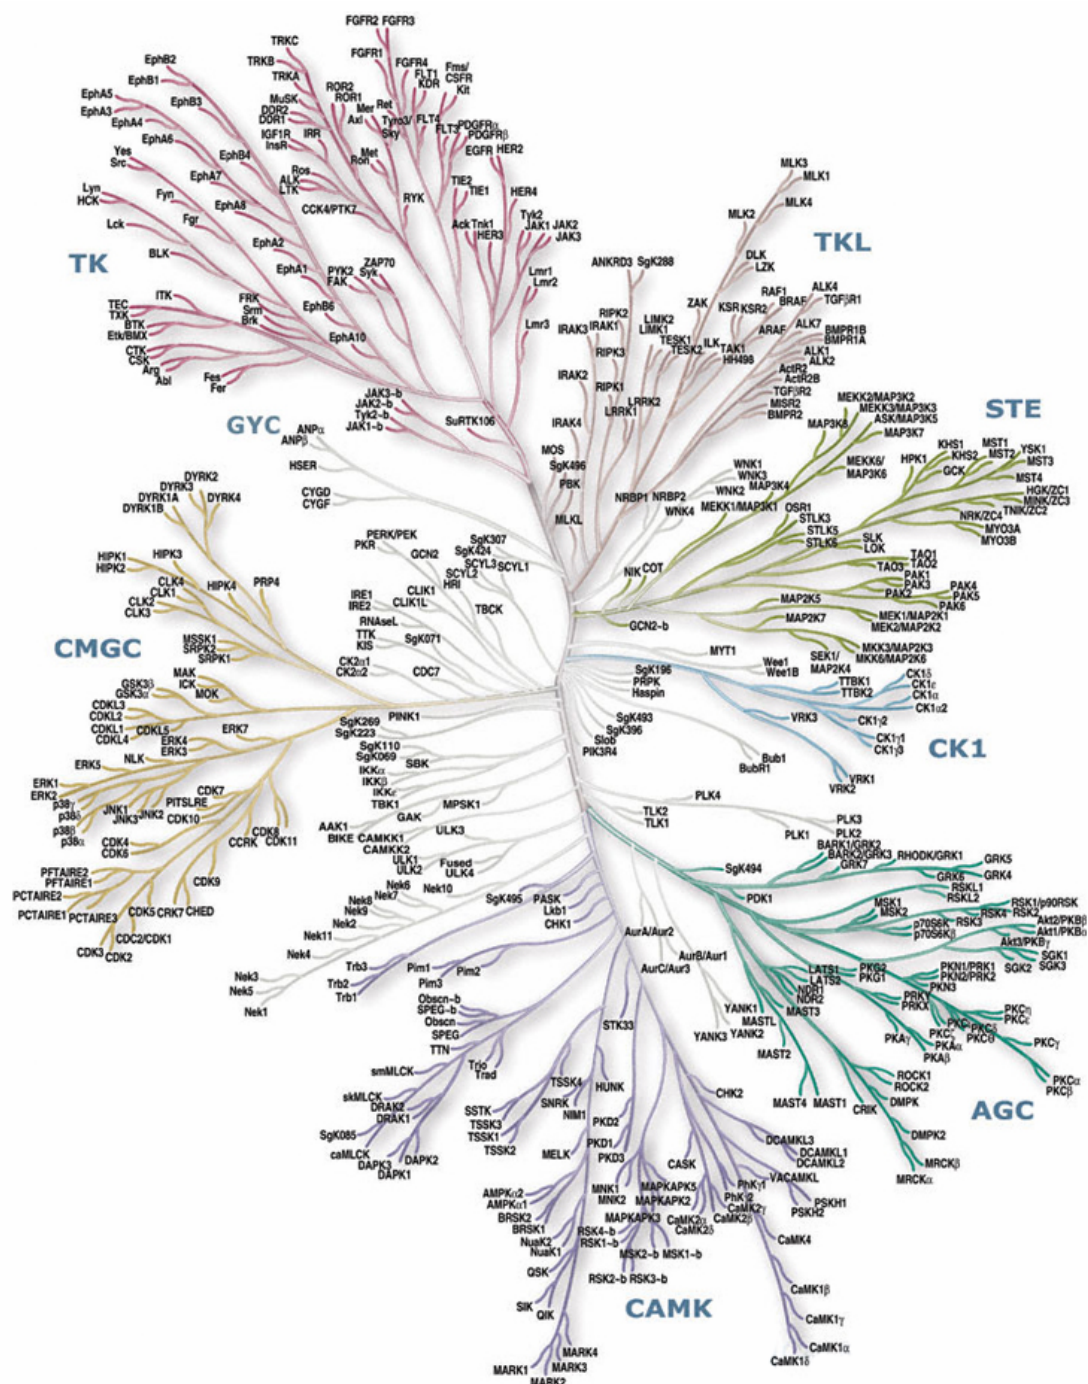 FGFR2 FGFR3
TRKC
FGFR1
TRKB
FGFR4
EphB2
FLT1
Fms/
CSFR
TRKA
KDR
Kit
EphB1
MuSK
ROR2
ROR1
Mer
Ret
EphA5
EphB3
DDR2
DDR1
Axl
Tyro3/
Sky
FLT4
FLT3
PDGFRα
PDGFRβ
EphA3
EphA4
IGF1R
InsR
IRR
EGFR
HER2
EphA6
EphB4
Met
Ron
Yes
Src
EphA7
Ros
ALK
LTK
TIE2
TIE1
HER4
Lyn
HCK
Fyn
EphA8
CCK4/PTK7
RYK
Lck
Fgr
Ack
Tnk1
HER3
Tyk2
JAK1
JAK2
JAK3
BLK
EphA2
TK
EphA1
PYK2
FAK
ZAP70
Syk
Lmr1
Lmr2
ITK
FRK
Srm
Brk
EphB6
TEC
TXK
BTK
Etk/BMX
Lmr3
CTK
CSK
EphA10
Arg
Abl
Fes
Fer
JAK3~b
JAK2~b
Tyk2~b
JAK1~b
SuRTK106
MLK3
MLK1
MLK2
MLK4
TKL
DLK
LZK
ANKRD3
SgK288
ZAK
KSR1
KSR2
RAF1
BRAF
ARAF
ALK4
TGFβR1
IRAK3
IRAK1
RIPK2
LIMK2
LIMK1
TESK1
TESK2
ILK
TAK1
HH498
ALK7
BMPR1B
BMPR1A
RIPK3
ALK1
ALK2
IRAK2
RIPK1
LRRK2
LRRK1
ActR2
ActR2B
TGFβR2
MISR2
BMPR2
IRAK4
MOS
SgK496
PBK
MLKL
NRBP1
NRBP2
WNK1
WNK3
WNK2
WNK4
GYC
ANPα
ANPβ
HSER
CYGD
CYGF
STE
MEKK2/MAP3K2
MEKK3/MAP3K3
ASK/MAP3K5
MAP3K8
MAP3K7
MEKK6/
MAP3K6
MAP3K4
MEKK1/MAP3K1
HPK1
KHS1
KHS2
GCK
MST1
MST2
YSK1
MST3
MST4
HGK/ZC1
MINK/ZC3
TNIK/ZC2
NRK/ZC4
MYO3A
MYO3B
OSR1
STLK3
STLK5
STLK6
SLK
LOK
TAO1
TAO2
TAO3
PAK1
PAK3
PAK2
PAK4
PAK5
PAK6
NIK
COT
MAP2K5
MAP2K7
MEK1/MAP2K1
MEK2/MAP2K2
GCN2~b
MKK3/MAP2K3
MKK6/MAP2K6
SEK1/
MAP2K4
MYT1
Wee1
Wee1B
SgK196
PRPK
Haspin
TTBK1
TTBK2
CK1δ
CK1ε
CK1α
CK1α2
VRK3
CK1γ2
CK1γ1
CK1γ3
CK1
VRK1
VRK2
SgK493
SgK396
Slob
PIK3R4
Bub1
BubR1
PLK4
TLK2
TLK1
PLK3
PLK1
PLK2
DYRK2
DYRK3
DYRK1A
DYRK1B
DYRK4
HIPK1
HIPK2
HIPK3
CLK4
CLK1
CLK2
CLK3
HIPK4
PRP4
CMGC
MSSK1
SRPK2
SRPK1
PERK/PEK
PKR
GCN2
SgK307
SgK424
SCYL3
SCYL1
SCYL2
HRI
CLIK1
CLIK1L
TBCK
IRE1
IRE2
RNAseL
TTK
KIS
SgK071
CK2α1
CK2α2
CDC7
MAK
ICK
MOK
GSK3β
GSK3α
CDKL3
CDKL2
CDKL1
CDKL4
CDKL5
ERK7
ERK4
ERK3
NLK
ERK5
ERK1
ERK2
p38γ
p38δ
p38β
p38α
JNK1
JNK3
JNK2
PITSLRE
CDK7
CDK10
CDK4
CDK6
CCRK
CDK8
CDK11
PFTAIRE2
PFTAIRE1
PCTAIRE2
PCTAIRE1
PCTAIRE3
CDK5
CRK7
CHED
CDK9
CDC2/CDK1
CDK3
CDK2
SgK269
SgK223
PINK1
SgK110
SgK069
SBK
IKKα
IKKβ
IKKε
TBK1
MPSK1
GAK
AAK1
BIKE
CAMKK1
CAMKK2
ULK3
ULK1
ULK2
Fused
ULK4
Nek6
Nek7
Nek10
Nek8
Nek9
Nek2
Nek11
Nek4
Nek3
Nek5
Nek1
SgK495
PASK
Lkb1
CHK1
Trb3
Trb2
Trb1
Pim1
Pim2
Pim3
Obscn~b
SPEG~b
Obscn
SPEG
TTN
smMLCK
Trio
Trad
skMLCK
DRAK2
DRAK1
SgK085
caMLCK
DAPK3
DAPK2
DAPK1
STK33
TSSK4
SSTK
TSSK3
TSSK1
TSSK2
HUNK
SNRK
NIM1
MELK
AMPKα2
AMPKα1
BRSK2
BRSK1
NuaK2
NuaK1
QSK
SIK
QIK
MARK4
MARK1
MARK3
MARK2
PKD2
PKD1
PKD3
MNK1
MNK2
MAPKAPK5
MAPKAPK2
MAPKAPK3
RSK4~b
RSK1~b
MSK2~b
MSK1~b
RSK2~b
RSK3~b
CAMK
CASK
CHK2
DCAMKL3
DCAMKL1
DCAMKL2
VACAMKL
PhKγ1
PhKγ2
PSKH1
PSKH2
CaMK2γ
CaMK2α
CaMK2β
CaMK2δ
CaMK4
CaMK1β
CaMK1γ
CaMK1α
CaMK1δ
AurA/Aur2
AurB/Aur1
AurC/Aur3
YANK1
YANK2
YANK3
SgK494
PDK1
BARK1/GRK2
BARK2/GRK3
RHODK/GRK1
GRK5
GRK7
GRK6
GRK4
RSKL1
RSKL2
MSK1
MSK2
RSK1/p90RSK
RSK4
RSK2
RSK3
p70S6K
p70S6Kβ
Akt2/PKBβ
Akt1/PKBα
Akt3/PKBγ
SGK1
SGK2
SGK3
LATS1
LATS2
NDR1
NDR2
PKG2
PKG1
PKN1/PRK1
PKN2/PRK2
PKN3
PRKY
PRKX
MASTL
MAST3
MAST2
MAST4
MAST1
PKAγ
PKAα
PKAβ
PKCζ
PKCι
PKCδ
PKCθ
PKCη
PKCε
PKCγ
PKCα
PKCβ
ROCK1
ROCK2
CRIK
DMPK
DMPK2
MRCKβ
MRCKα
AGC